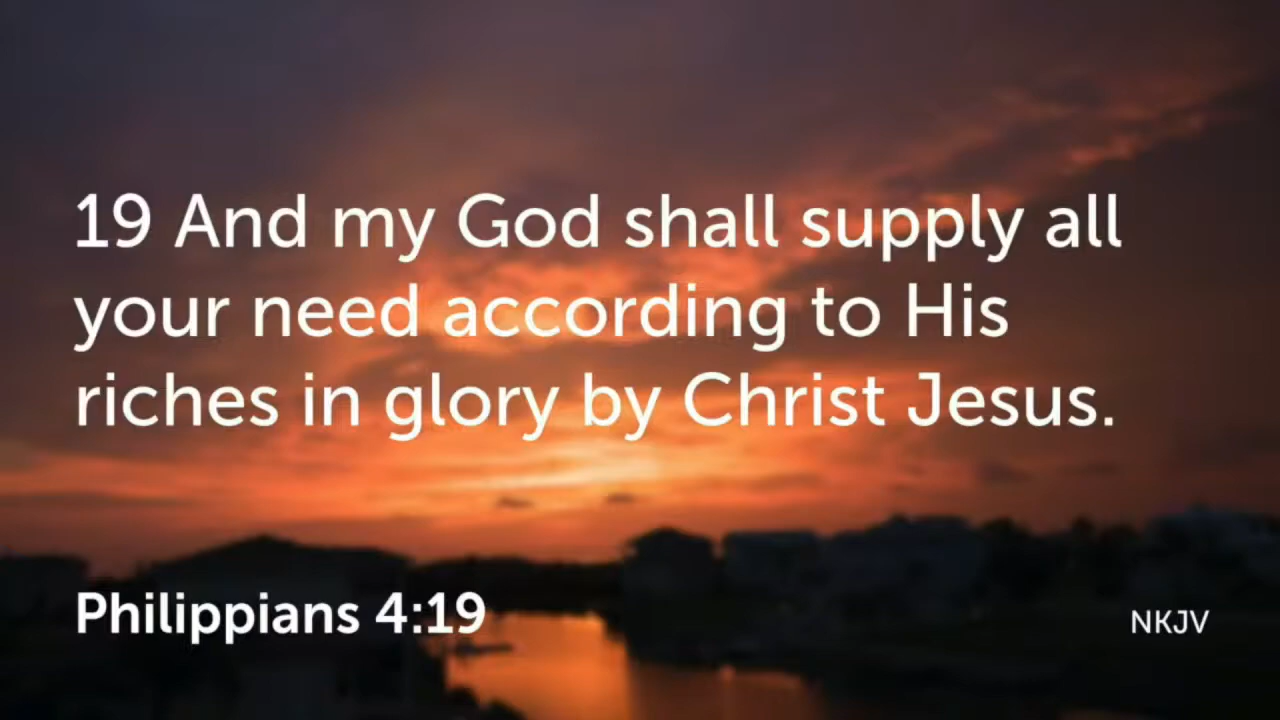 19 And my God shall supply all
your need according to His
riches in glory by Christ Jesus.
Philippians 4:19
NKJV